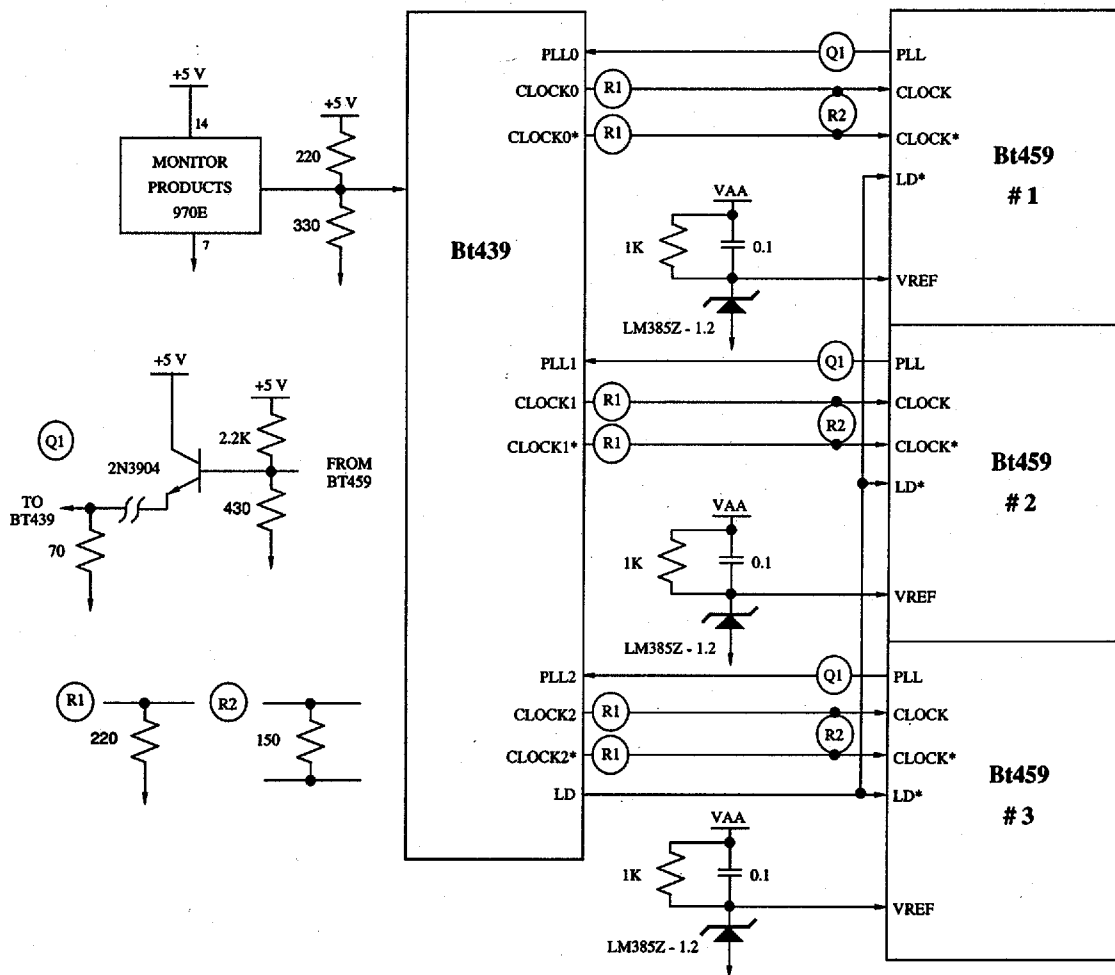 PLL0
Q1
PLL
+5 V
14
CLOCK0
R1
CLOCK
+5 V
R2
MONITOR
PRODUCTS
970E
220
CLOCK0*
R1
CLOCK*
Bt459
# 1
LD*
7
330
Bt439
VAA
1K
0.1
VREF
LM385Z - 1.2
PLL1
Q1
PLL
+5 V
+5 V
CLOCK1
R1
CLOCK
R2
Q1
2.2K
CLOCK1*
R1
CLOCK*
2N3904
FROM
BT459
Bt459
# 2
LD*
TO
BT439
430
70
VAA
1K
0.1
VREF
LM385Z - 1.2
PLL2
Q1
PLL
R1
R2
CLOCK2
R1
CLOCK
R2
220
150
CLOCK2*
R1
CLOCK*
Bt459
# 3
LD
LD*
VAA
1K
0.1
VREF
LM385Z - 1.2